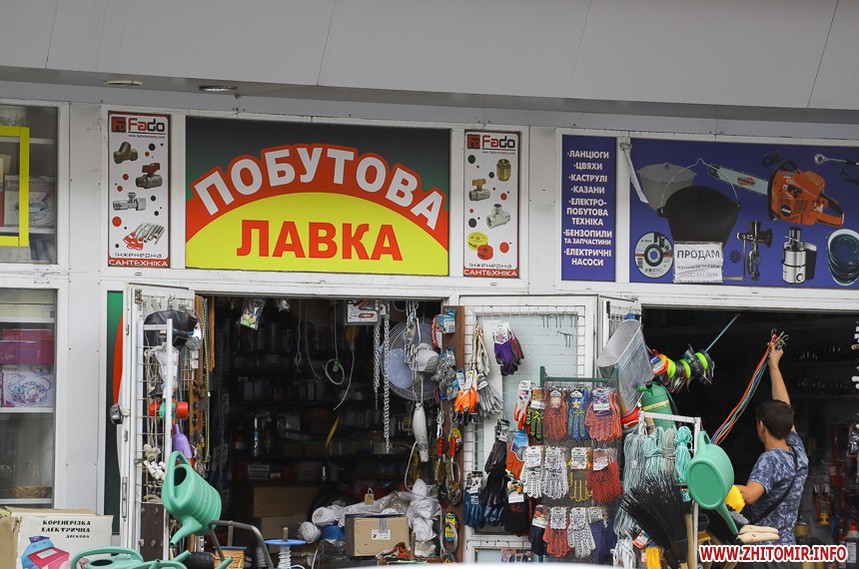 Fado
ІНЖЕНЕРНА
САНТЕХНІКА
ПОБУТОВА
ЛАВКА
Fado
ІНЖЕНЕРНА
САНТЕХНІКА
·ЛАНЦЮГИ
·ЦВЯХИ
·КАСТРУЛІ
·КАЗАНИ
·ЕЛЕКТРО-
ПОБУТОВА
ТЕХНІКА
·БЕНЗОПИЛИ
ТА ЗАПЧАСТИНИ
·ЕЛЕКТРИЧНІ
НАСОСИ
ПРОДАМ
КОРЕНЕРІЗКА
ЕЛЕКТРИЧНА
ДИСКОВА
WWW.ZHITOMIR.INFO